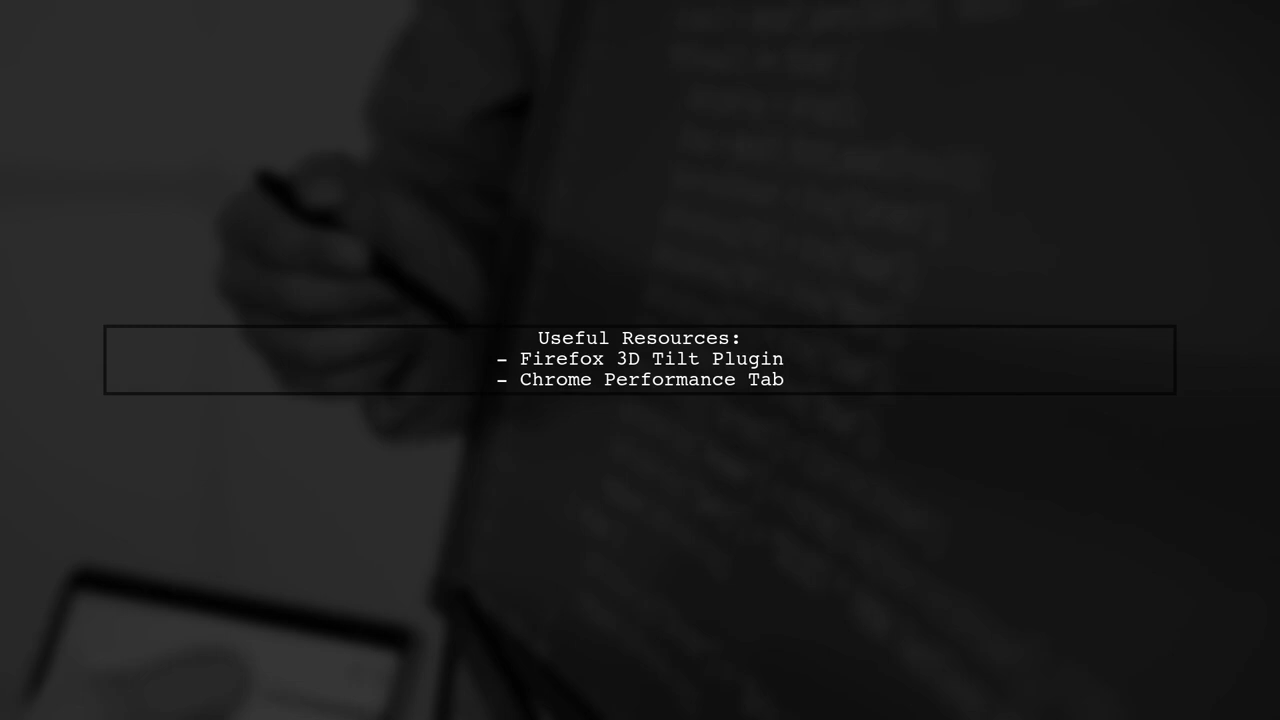 Useful Resources:
- Firefox 3D Tilt Plugin
- Chrome Performance Tab